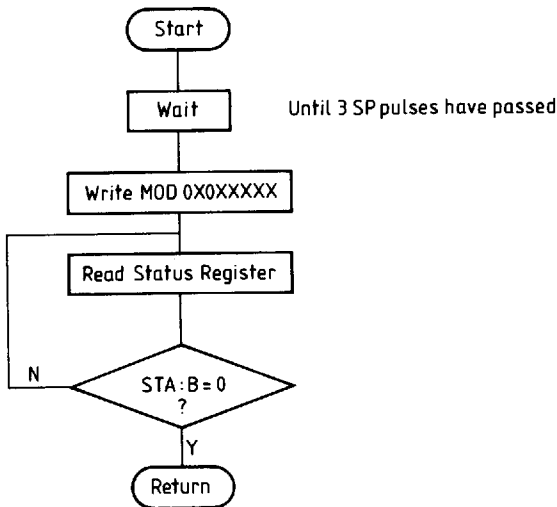 Start
Wait
Until 3 SP pulses have passed
Write MOD 0X0XXXXX
Read Status Register
N
STA:B=0
?
Y
Return